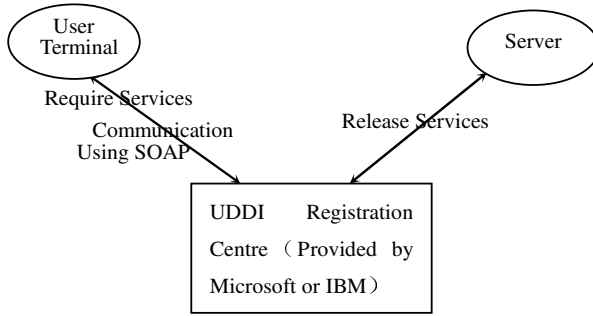 User
Terminal
Server
Require Services
Release Services
Communication
Using SOAP
UDDI Registration
Centre（Provided by
Microsoft or IBM）